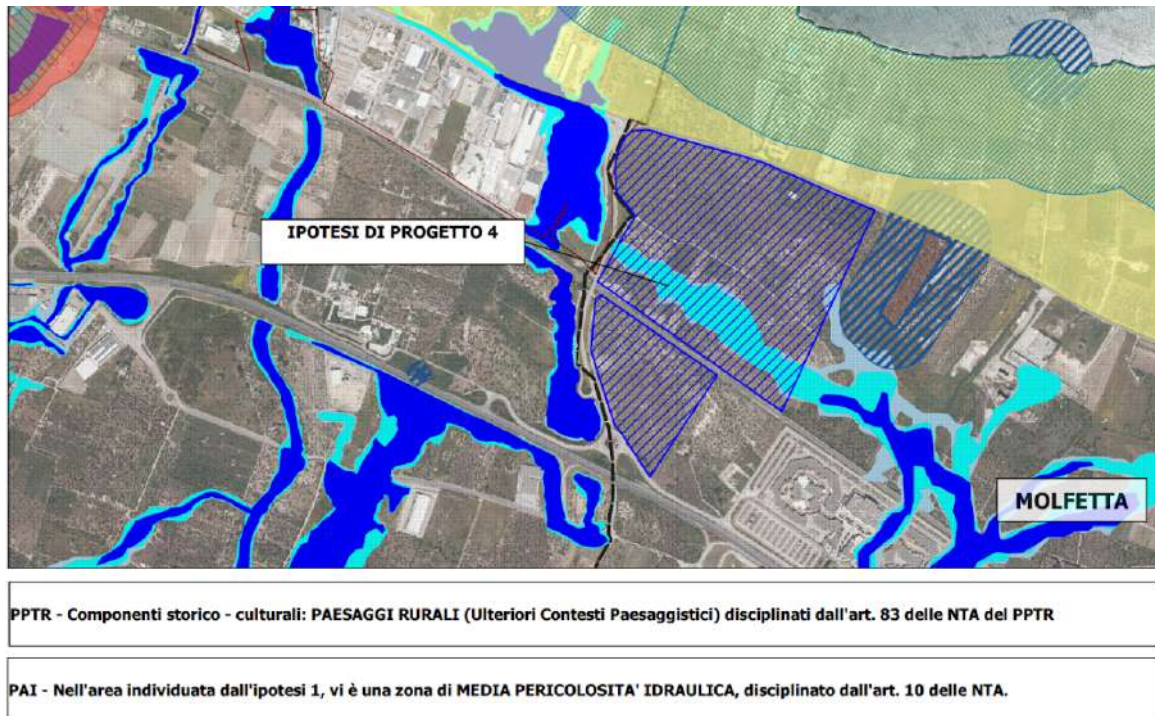 IPOTESI DI PROGETTO 4
MOLFETTA
PPTR - Componenti storico - culturali: PAESAGGI RURALI (Ulteriori Contesti Paesaggistici) disciplinati dall'art. 83 delle NTA del PPTR
PAI - Nell'area individuata dall'ipotesi 1, vi è una zona di MEDIA PERICOLOSITA' IDRAULICA, disciplinato dall'art. 10 delle NTA.